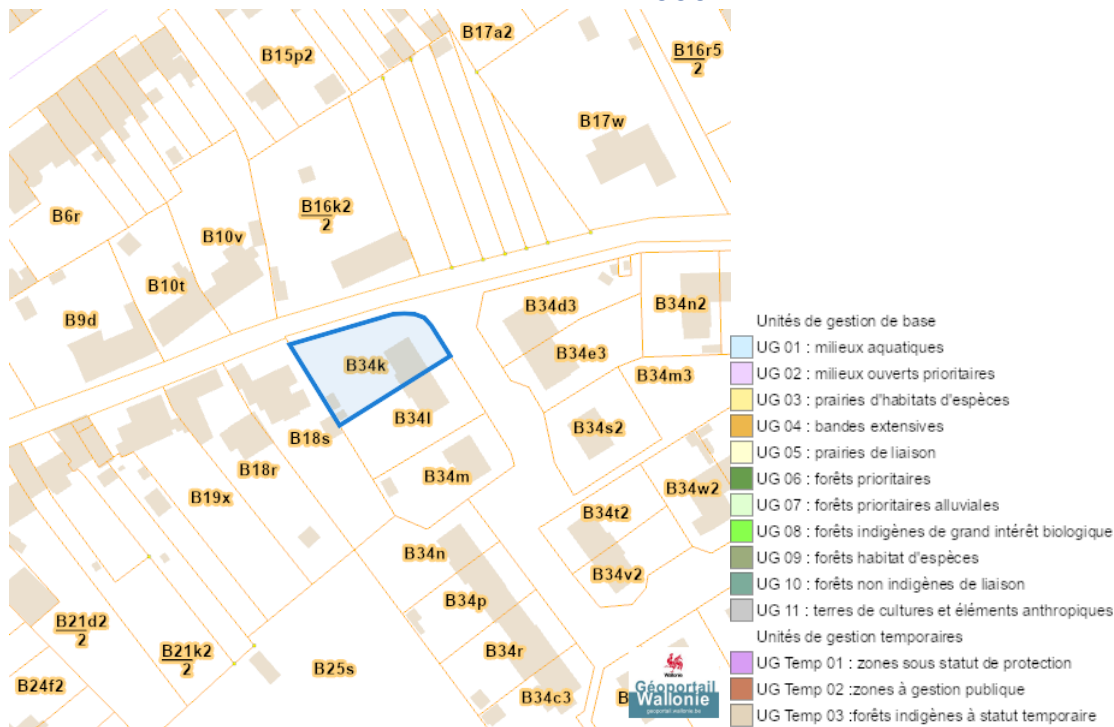 B15p2
B17a2
B16r5
2
B17w
B6r
B10v
B16k2
2
B10t
B9d
B34d3
B34n2
B34k
B34e3
B34m3
B34l
B34s2
B18s
B18r
B34m
B19x
B34w2
B34t2
B34n
B34v2
B34p
B21d2
2
B21k2
2
B34r
B25s
B24f2
B34c3
B
Wallonie
Géoportail
Wallonie
geoportail.wallonie.be
Unités de gestion de base
UG 01 : milieux aquatiques
UG 02 : milieux ouverts prioritaires
UG 03 : prairies d'habitats d'espèces
UG 04 : bandes extensives
UG 05 : prairies de liaison
UG 06 : forêts prioritaires
UG 07 : forêts prioritaires alluviales
UG 08 : forêts indigènes de grand intérêt biologique
UG 09 : forêts habitat d'espèces
UG 10 : forêts non indigènes de liaison
UG 11 : terres de cultures et éléments anthropiques
Unités de gestion temporaires
UG Temp 01 : zones sous statut de protection
UG Temp 02 :zones à gestion publique
UG Temp 03 :forêts indigènes à statut temporaire